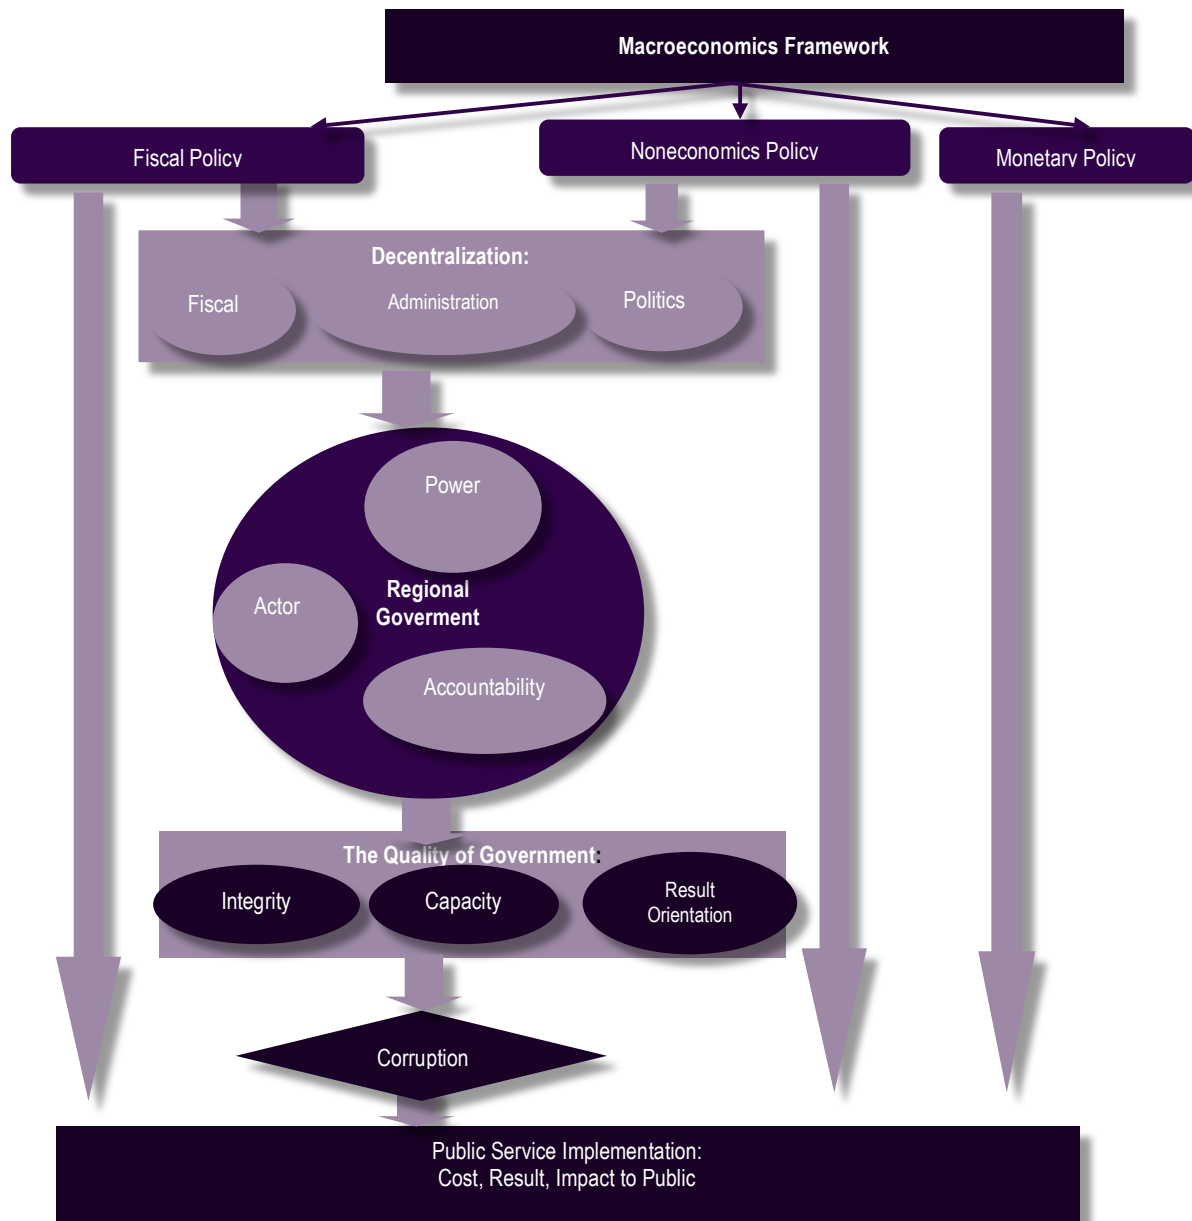 Macroeconomics Framework
Fiscal Policy
Noneconomics Policy
Monetary Policy
Decentralization:
Fiscal
Administration
Politics
Power
Regional
Goverment
Actor
Accountability
The Quality of Government:
Integrity
Capacity
Result
Orientation
Corruption
Public Service Implementation:
Cost, Result, Impact to Public